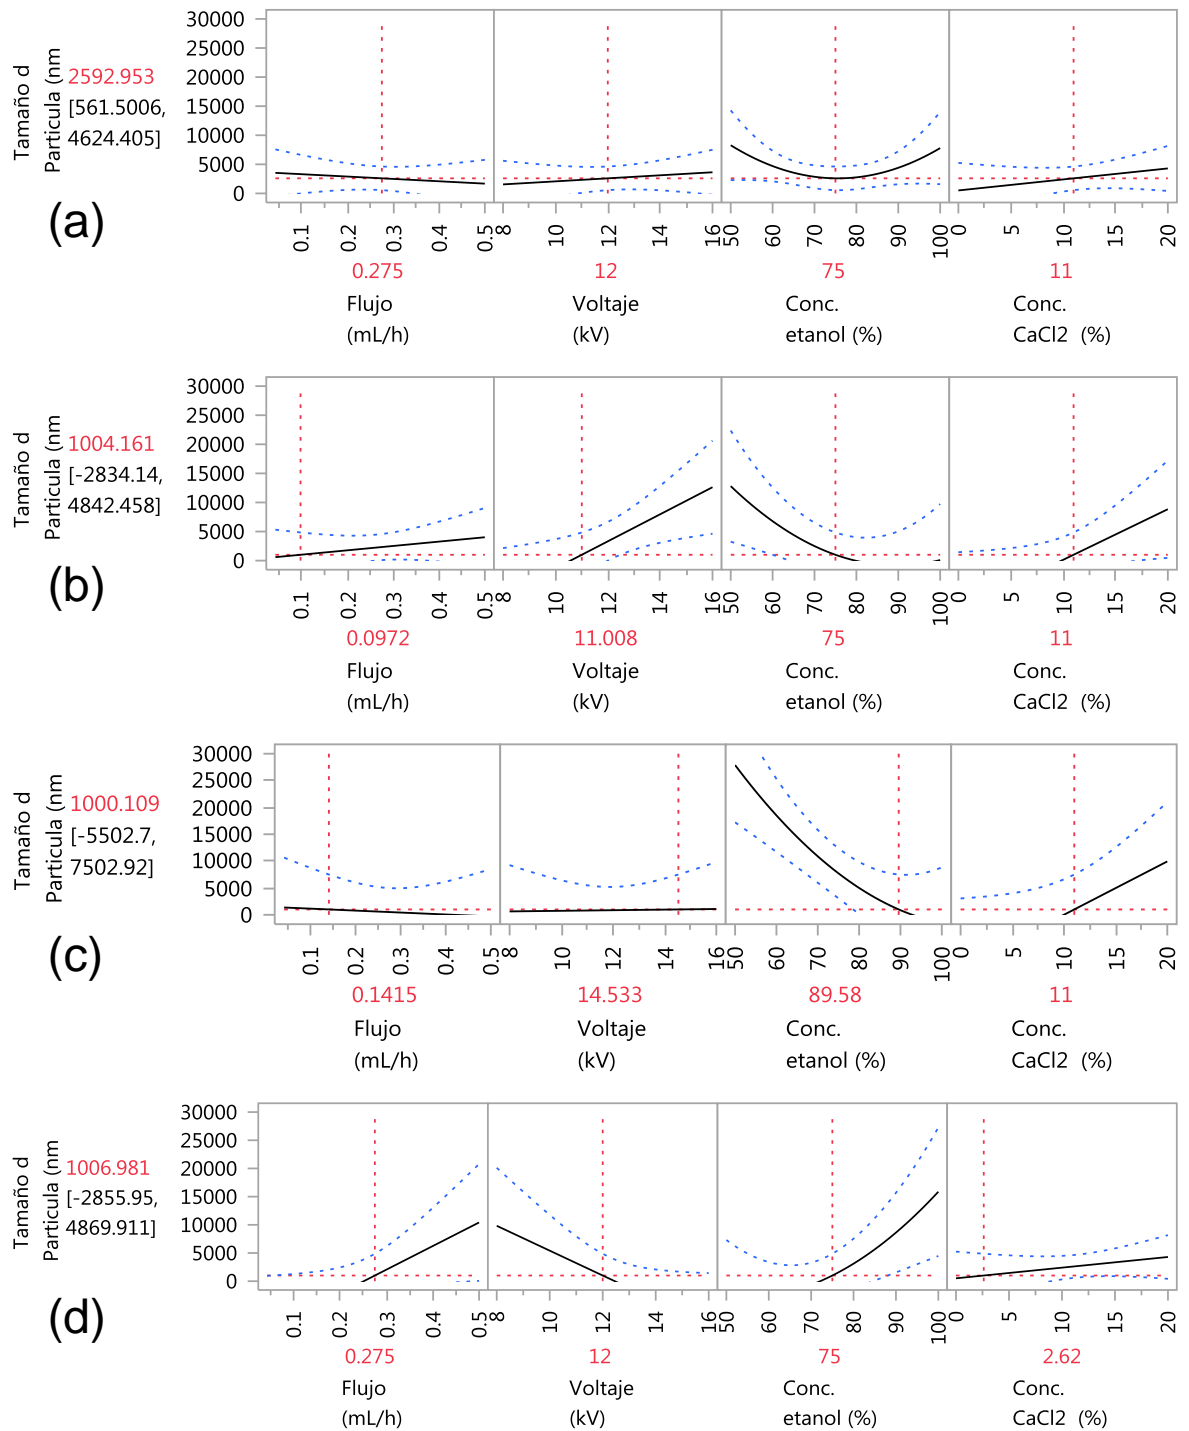 Tamaño d
Particula (nm
2592.953
[561.5006,
4624.405]
30000
25000
20000
15000
10000
5000
0
(a)
0.1 0.2 0.3 0.4 0.5 8 10 12 14 16 50 60 70 80 90 100 0 5 10 15 20
0.275 12 75 11
Flujo Voltaje Conc. Conc.
(mL/h) (kV) etanol (%) CaCl2 (%)
Tamaño d
Particula (nm
1004.161
[-2834.14,
4842.458]
30000
25000
20000
15000
10000
5000
0
(b)
0.1 0.2 0.3 0.4 0.5 8 10 12 14 16 50 60 70 80 90 100 0 5 10 15 20
0.0972 11.008 75 11
Flujo Voltaje Conc. Conc.
(mL/h) (kV) etanol (%) CaCl2 (%)
Tamaño d
Particula (nm
1000.109
[-5502.7,
7502.92]
30000
25000
20000
15000
10000
5000
0
(c)
0.1 0.2 0.3 0.4 0.5 8 10 12 14 16 50 60 70 80 90 100 0 5 10 15 20
0.1415 14.533 89.58 11
Flujo Voltaje Conc. Conc.
(mL/h) (kV) etanol (%) CaCl2 (%)
Tamaño d
Particula (nm
1006.981
[-2855.95,
4869.911]
30000
25000
20000
15000
10000
5000
0
(d)
0.1 0.2 0.3 0.4 0.5 8 10 12 14 16 50 60 70 80 90 100 0 5 10 15 20
0.275 12 75 2.62
Flujo Voltaje Conc. Conc.
(mL/h) (kV) etanol (%) CaCl2 (%)